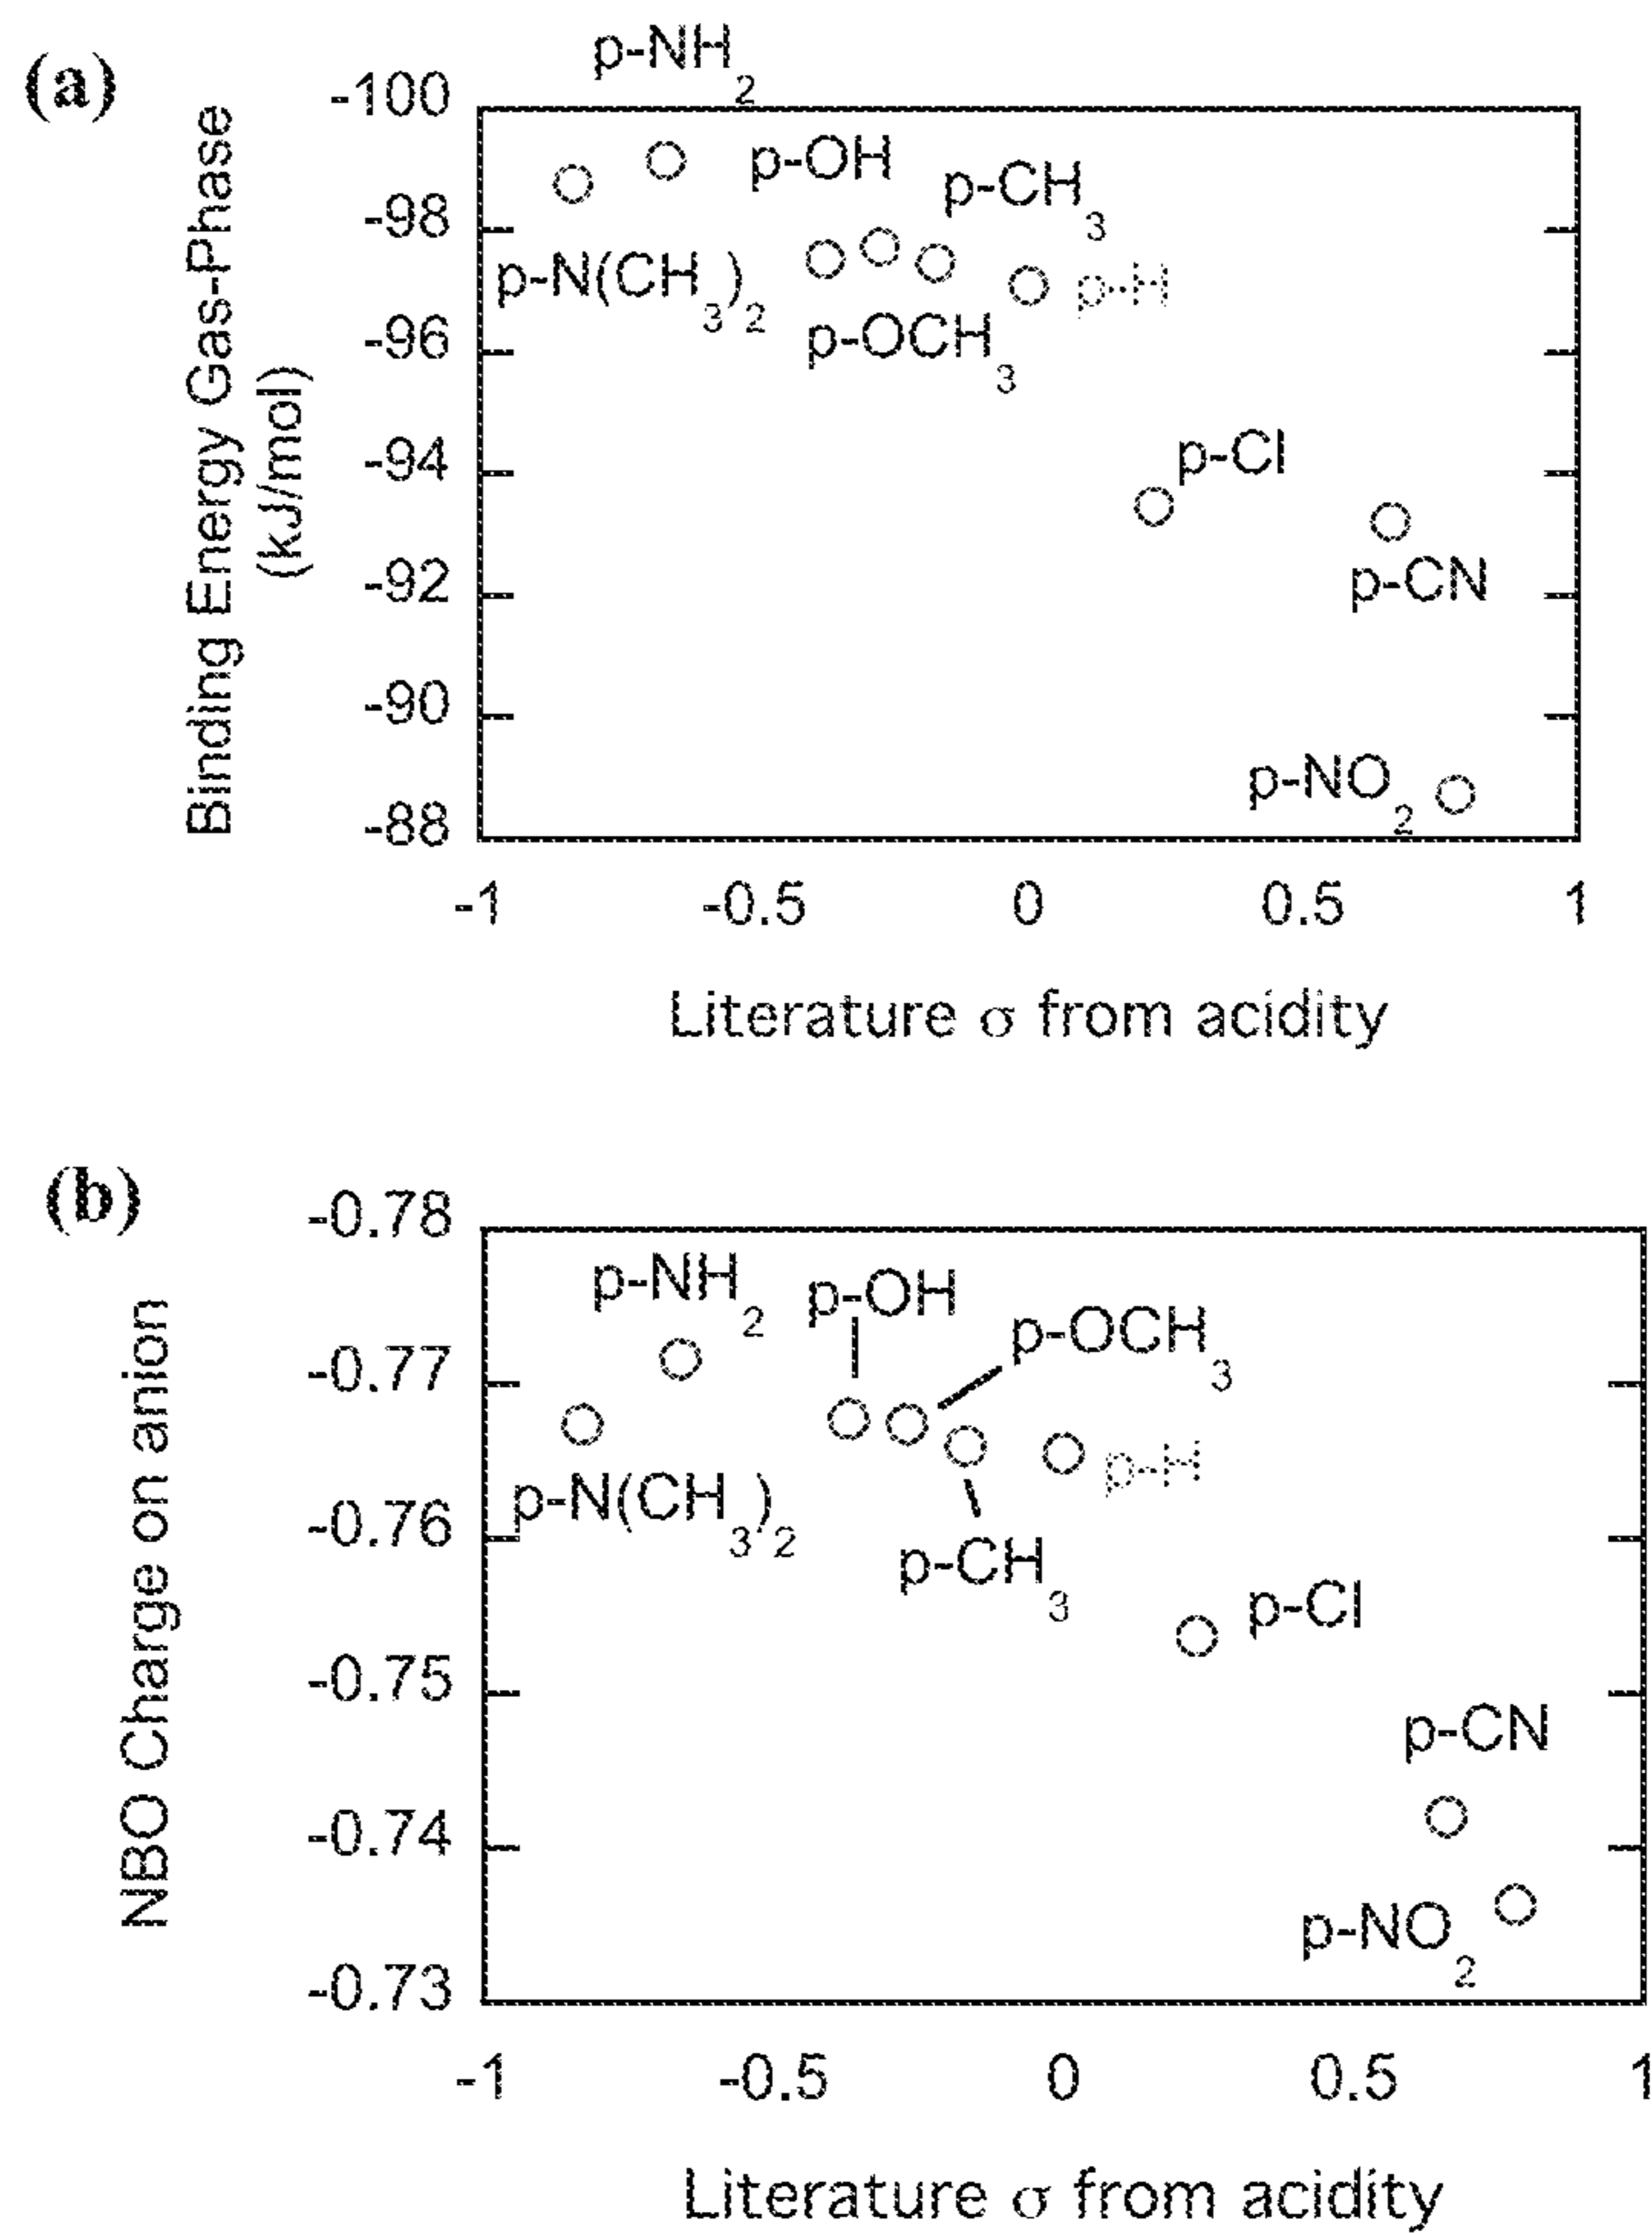 (a)
p-NH2
-100
p-OH
p-CH3
-98
p-N(CH3)2
p-H
-96
p-OCH3
Binding Energy Gas-Phase
(kJ/mol)
-94
p-Cl
-92
p-CN
-90
p-NO2
-88
-1 -0.5 0 0.5 1
Literature σ from acidity
(b)
-0.78
p-NH2
p-OH
p-OCH3
-0.77
p-H
p-N(CH3)2
-0.76
p-CH3
NBO Charge on anion
p-Cl
-0.75
p-CN
-0.74
p-NO2
-0.73
-1 -0.5 0 0.5 1
Literature σ from acidity